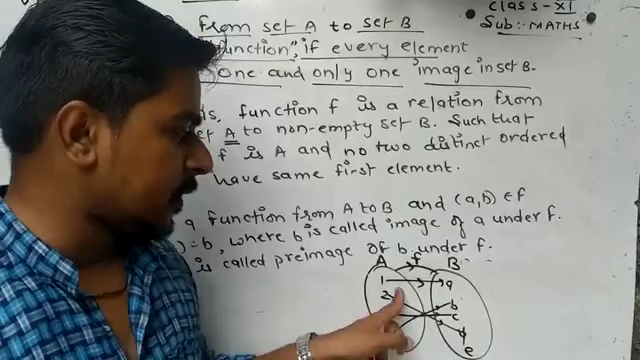 class-XI
Sub:- MATHS
from set A to set B
function", if every element
one and only one image in set B.
function f is a relation from
A to non-empty set B. Such that
f is A and no two distinct ordered
have same first element.
a function from A to B and (a,b) ∈ f
)=b, where b is called image of a under f.
is called preimage of b under f.
A f B
1 a
2 b
c
d
e